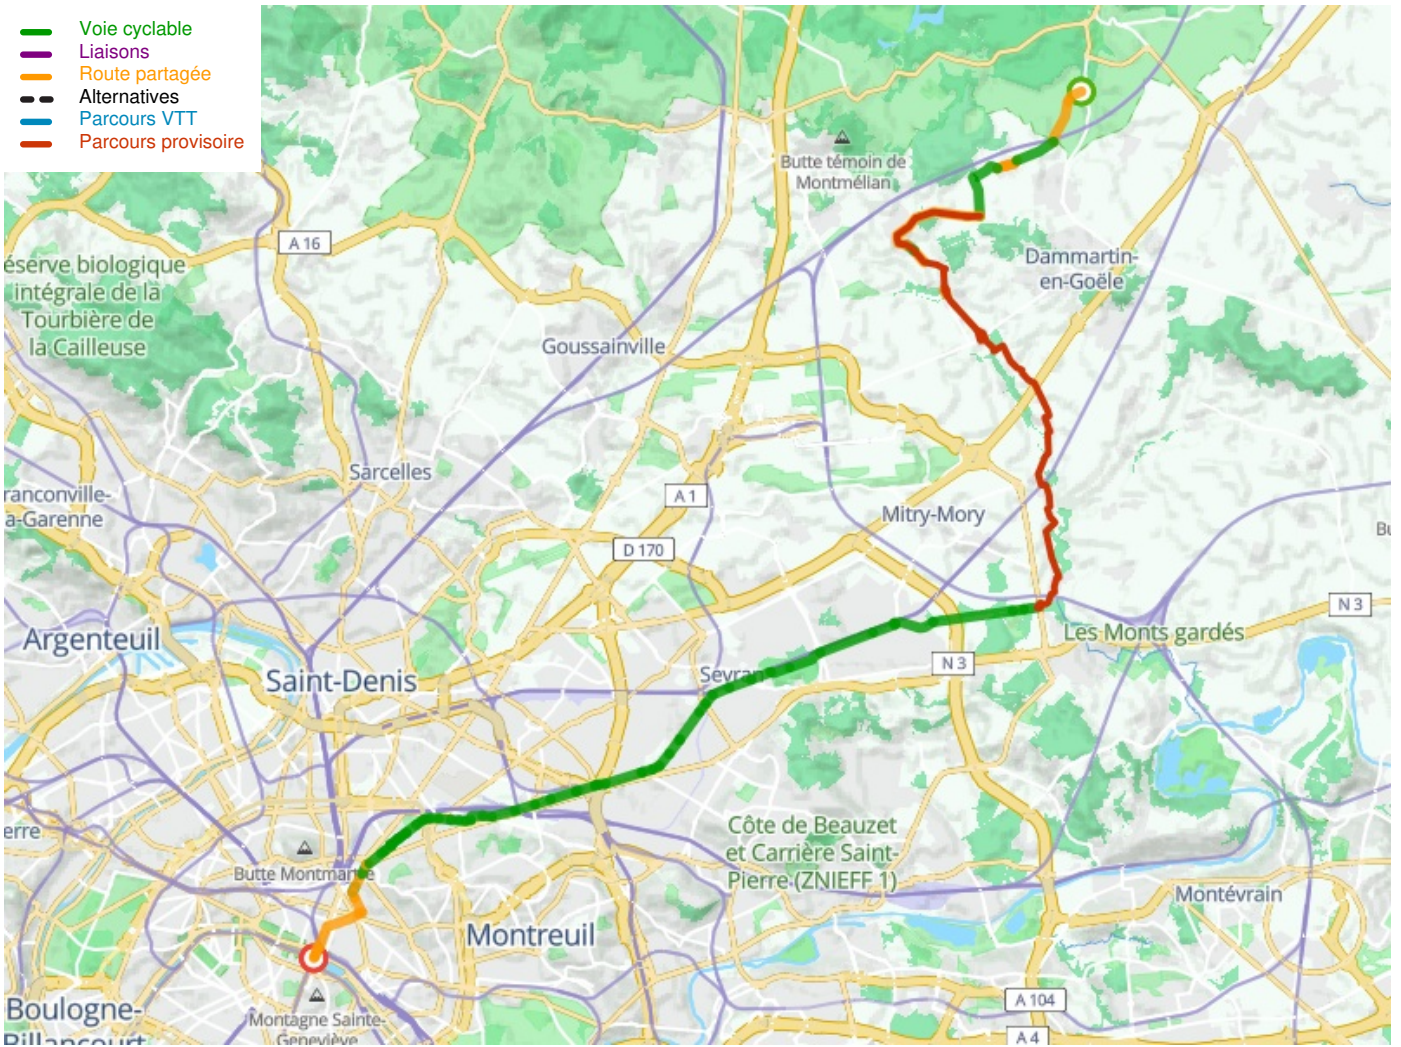 Voie cyclable
Liaisons
Route partagée
Alternatives
Parcours VTT
Parcours provisoire
Butte témoin de
Montmélian
A 16
éserve biologique
intégrale de la
Tourbière de
la Cailleuse
Dammartin-
en-Goële
Goussainville
Sarcelles
A 1
ranconville-
a-Garenne
Mitry-Mory
Bu
D 170
N 3
Argenteuil
Les Monts gardés
Saint-Denis
Sevran
N 3
erre
Côte de Beauzet
et Carrière Saint-
Pierre (ZNIEFF 1)
Butte Montmartre
Montévrain
Montreuil
A 104
Boulogne-
Billancourt
Montagne Sainte-
Geneviève
A 4